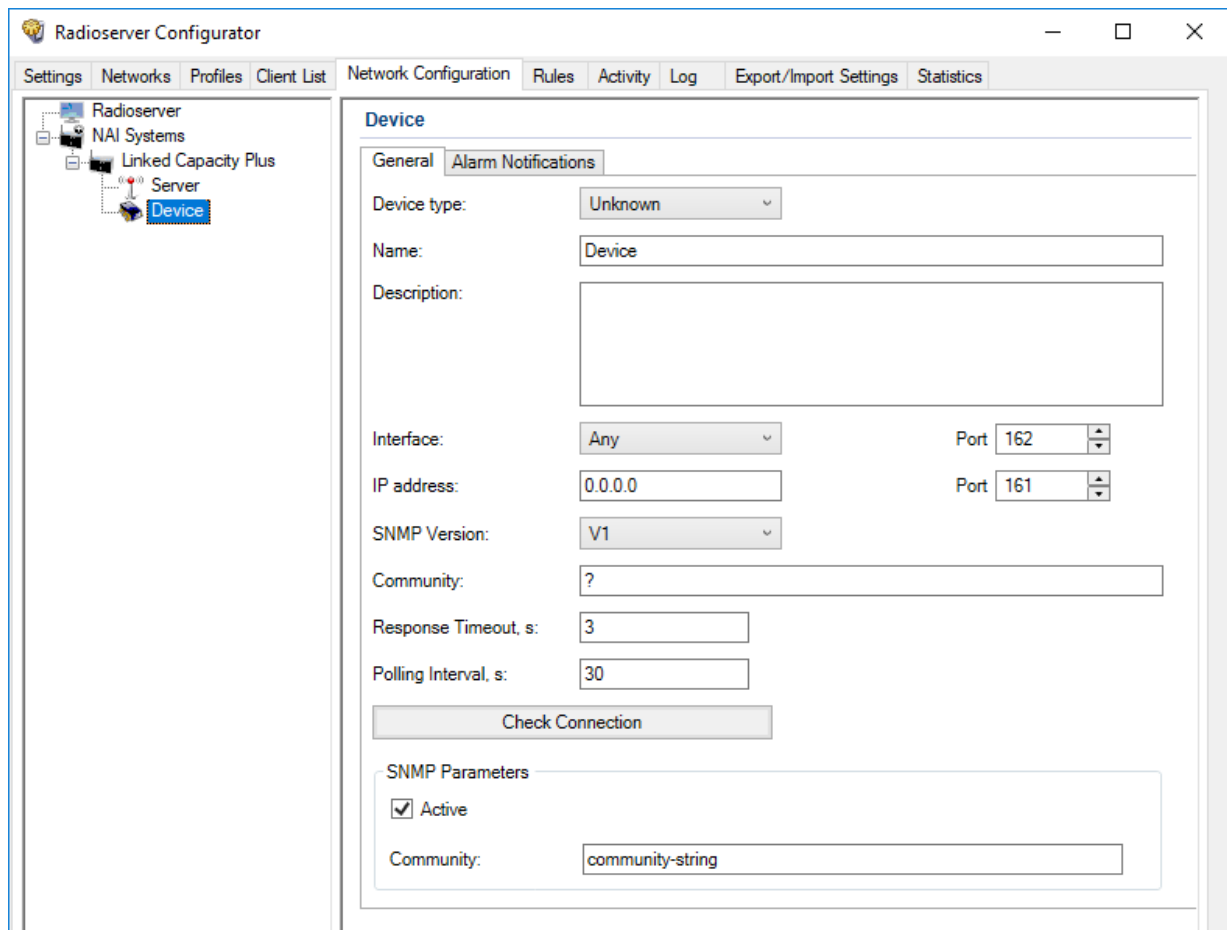 Radioserver Configurator
Settings Networks Profiles Client List Network Configuration Rules Activity Log Export/Import Settings Statistics
Radioserver
NAI Systems
Linked Capacity Plus
Server
Device
Device
General Alarm Notifications
Device type: Unknown
Name: Device
Description:
Interface: Any Port 162
IP address: 0.0.0.0 Port 161
SNMP Version: V1
Community: ?
Response Timeout, s: 3
Polling Interval, s: 30
Check Connection
SNMP Parameters
Active
Community: community-string